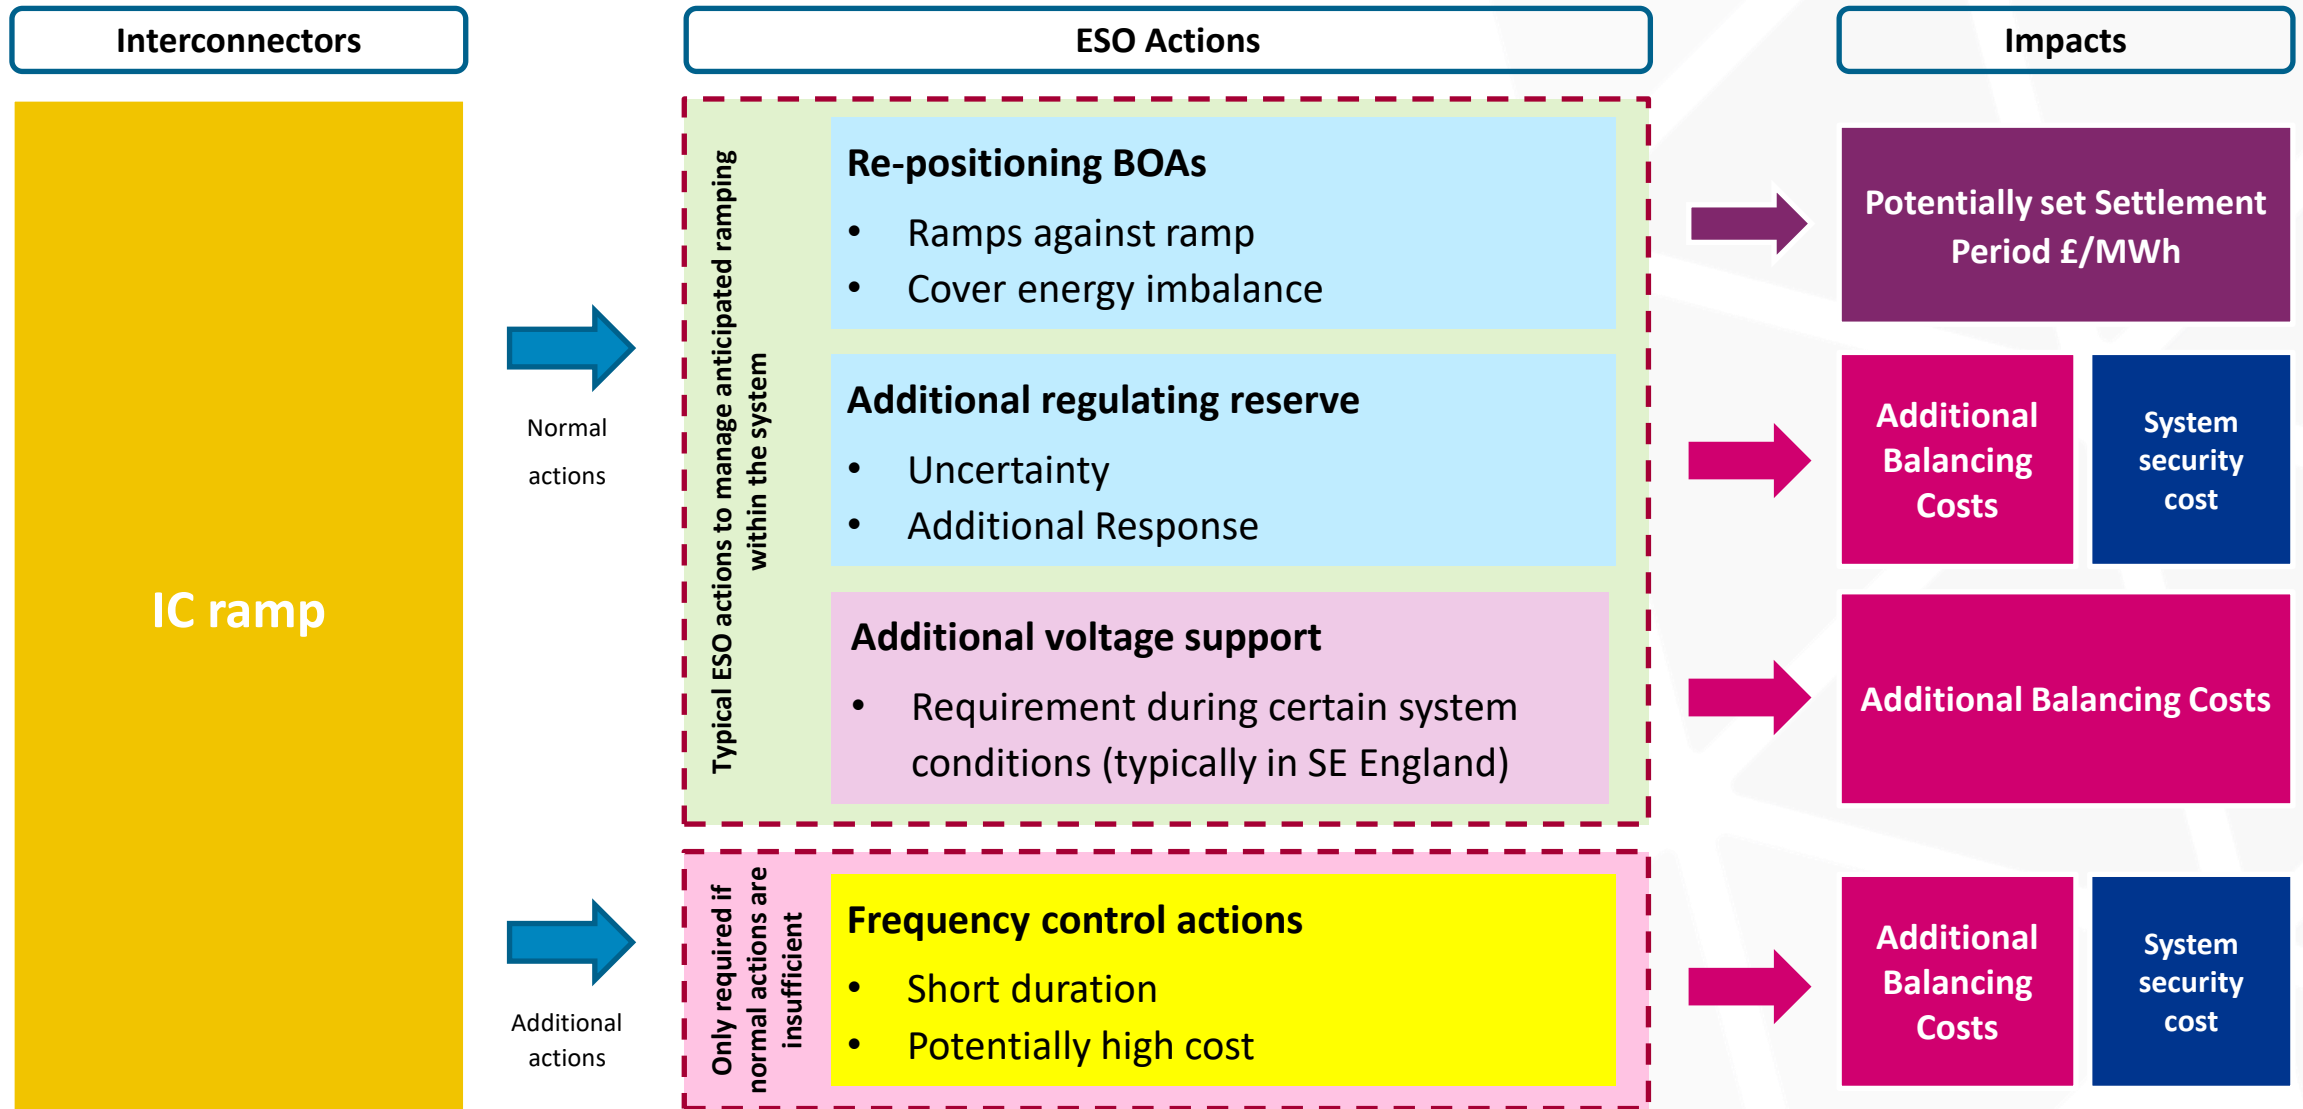 Interconnectors
ESO Actions
Impacts
IC ramp
Normal
actions
Additional
actions
Typical ESO actions to manage anticipated ramping
within the system
Re-positioning BOAs
• Ramps against ramp
• Cover energy imbalance
Additional regulating reserve
• Uncertainty
• Additional Response
Additional voltage support
• Requirement during certain system
conditions (typically in SE England)
Only required if
normal actions are
insufficient
Frequency control actions
• Short duration
• Potentially high cost
Potentially set Settlement
Period £/MWh
Additional
Balancing
Costs
System
security
cost
Additional Balancing Costs
Additional
Balancing
Costs
System
security
cost